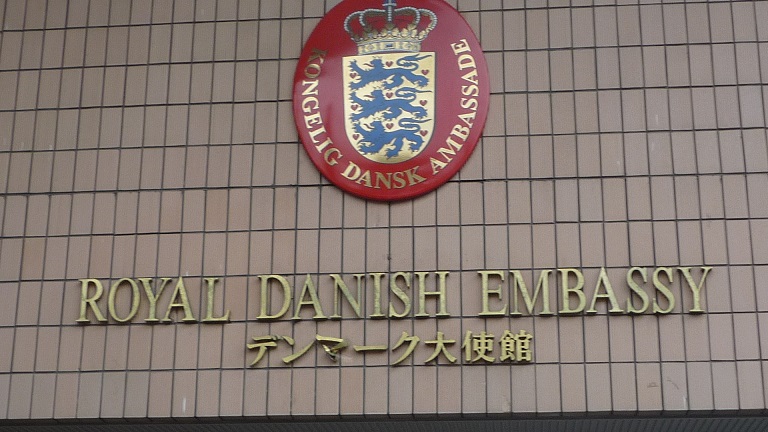 KONGELIG DANSK AMBASSADE
ROYAL DANISH EMBASSY
デンマーク大使館